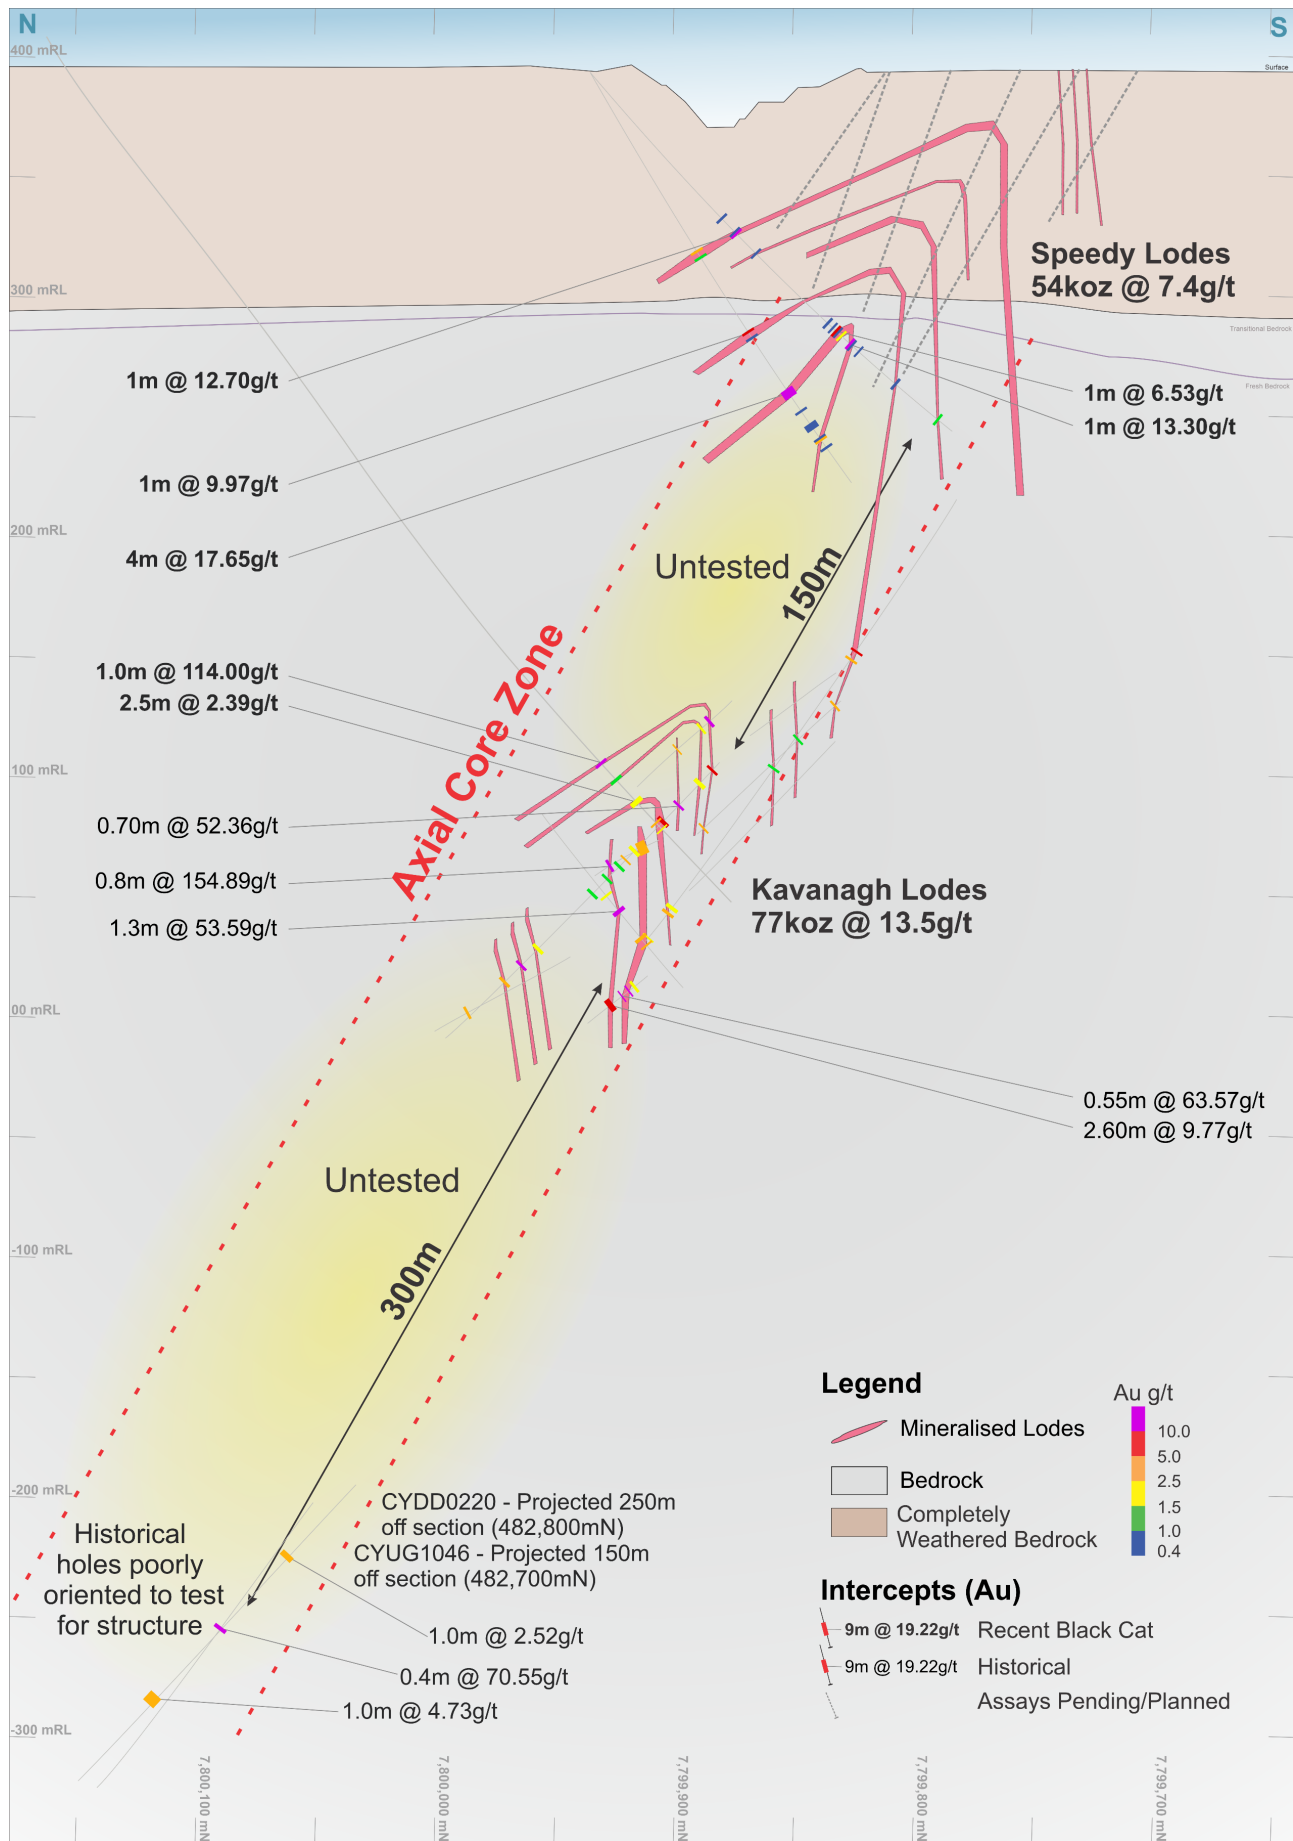 N
S
400 mRL
Surface
300 mRL
Speedy Lodes
54koz @ 7.4g/t
Transitional Bedrock
Fresh Bedrock
1m @ 12.70g/t
1m @ 6.53g/t
1m @ 13.30g/t
1m @ 9.97g/t
200 mRL
4m @ 17.65g/t
Untested
150m
Axial Core Zone
1.0m @ 114.00g/t
2.5m @ 2.39g/t
100 mRL
0.70m @ 52.36g/t
0.8m @ 154.89g/t
1.3m @ 53.59g/t
Kavanagh Lodes
77koz @ 13.5g/t
00 mRL
0.55m @ 63.57g/t
2.60m @ 9.77g/t
Untested
300m
-100 mRL
-200 mRL
CYDD0220 - Projected 250m
off section (482,800mN)
CYUG1046 - Projected 150m
off section (482,700mN)
Historical
holes poorly
oriented to test
for structure
1.0m @ 2.52g/t
0.4m @ 70.55g/t
1.0m @ 4.73g/t
-300 mRL
Legend
Mineralised Lodes
Bedrock
Completely
Weathered Bedrock
Au g/t
10.0
5.0
2.5
1.5
1.0
0.4
Intercepts (Au)
9m @ 19.22g/t Recent Black Cat
9m @ 19.22g/t Historical
Assays Pending/Planned
7,800,100 mN
7,800,000 mN
7,799,900 mN
7,799,800 mN
7,799,700 mN